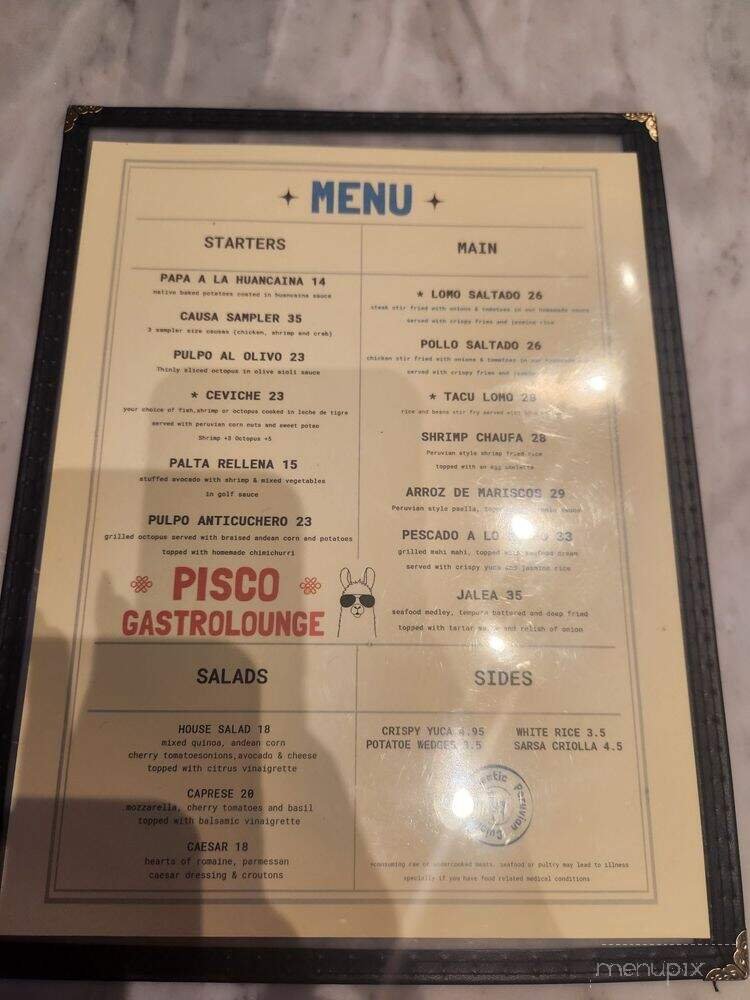 MENU
STARTERS
PAPA A LA HUANCAINA 14
native baked potatoes coated in huancaina sauce
CAUSA SAMPLER 35
3 sampler size causas (chicken, shrimp and crab)
PULPO AL OLIVO 23
Thinly sliced octopus in olive aioli sauce
* CEVICHE 23
your choice of fish,shrimp or octopus cooked in leche de tigre
served with peruvian corn nuts and sweet potao
Shrimp +3 Octopus +5
PALTA RELLENA 15
stuffed avocado with shrimp & mixed vegetables
in golf sauce
PULPO ANTICUCHERO 23
grilled octopus served with braised andean corn and potatoes
topped with homemade chimichurri
MAIN
* LOMO SALTADO 26
steak stir fried with onions & tomatoes in our homemade sauce
served with crispy fries and jasmine rice
POLLO SALTADO 26
chicken stir fried with onions & tomatoes in our
served with crispy fries and
* TACU LOMO 28
rice and beans stir fry served with
SHRIMP CHAUFA 28
Peruvian style shrimp fried rice
topped with an egg omelette
ARROZ DE MARISCOS 29
Peruvian style paella,
PESCADO A LO 33
grilled mahi mahi, topped seafood cream
served with crispy yuca and jasmine rice
JALEA 35
seafood medley, tempura battered and deep fried
topped with tartar and relish of onion
PISCO
GASTROLOUNGE
SALADS
HOUSE SALAD 18
mixed quinoa, andean corn
cherry tomatoesonions,avocado & cheese
topped with citrus vinaigrette
CAPRESE 20
mozzarella, cherry tomatoes and basil
topped with balsamic vinaigrette
CAESAR 18
hearts of romaine, parmessan
caesar dressing & croutons
SIDES
CRISPY YUCA 4.95 WHITE RICE 3.5
POTATOE WEDGES 3.5 SARSA CRIOLLA 4.5
Peruvian
*consuming raw or undercooked meats, seafood or pultry may lead to illness
specially if you have food related medical conditions
menupix